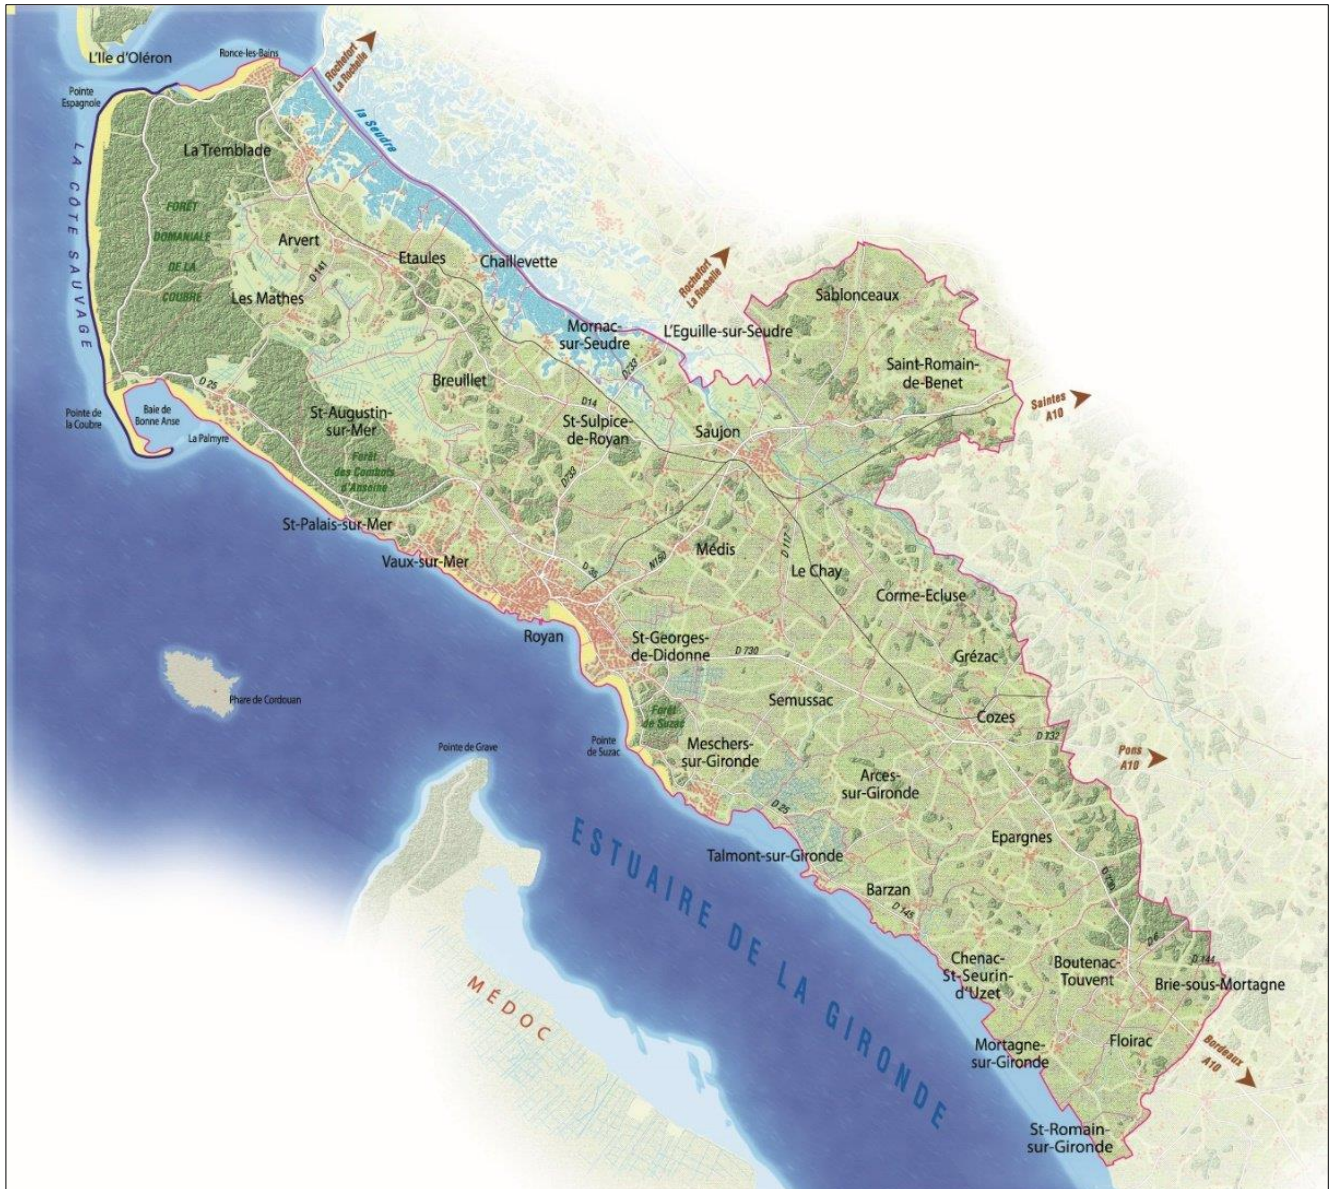 L'Ile d'Oléron
Ronce-les-Bains
Rochefort
La Rochelle
Pointe
Espagnole
la Seudre
LA CÔTE SAUVAGE
La Tremblade
FORÊT
DOMANIALE
DE LA
COUBRE
Arvert
D 141
Etaules
Chaillevette
Les Mathes
Rochefort
La Rochelle
Sablonceaux
Mornac-
sur-Seudre
L'Eguille-sur-Seudre
D733
Saint-Romain-
de-Benet
Saintes
A10
Breuillet
D14
D 25
Pointe de
la Coubre
Baie de
Bonne Anse
La Palmyre
St-Augustin-
sur-Mer
St-Sulpice-
de-Royan
Saujon
Forêt
des Combots
d'Ansoine
D733
St-Palais-sur-Mer
Vaux-sur-Mer
Médis
N150
D 117
Le Chay
Corme-Ecluse
Royan
St-Georges-
de-Didonne
D 730
Grézac
Semussac
Phare de Cordouan
Forêt
de Suzac
Cozes
D 732
Pointe
de Suzac
Pointe de Grave
Meschers-
sur-Gironde
Pons
A10
Arces-
sur-Gironde
D 25
Epargnes
ESTUAIRE DE LA GIRONDE
Talmont-sur-Gironde
Barzan
D 145
D 730
D6
D 144
Chenac-
St-Seurin-
d'Uzet
Boutenac-
Touvent
Brie-sous-Mortagne
MÉDOC
Mortagne-
sur-Gironde
Floirac
Bordeaux
A10
St-Romain-
sur-Gironde